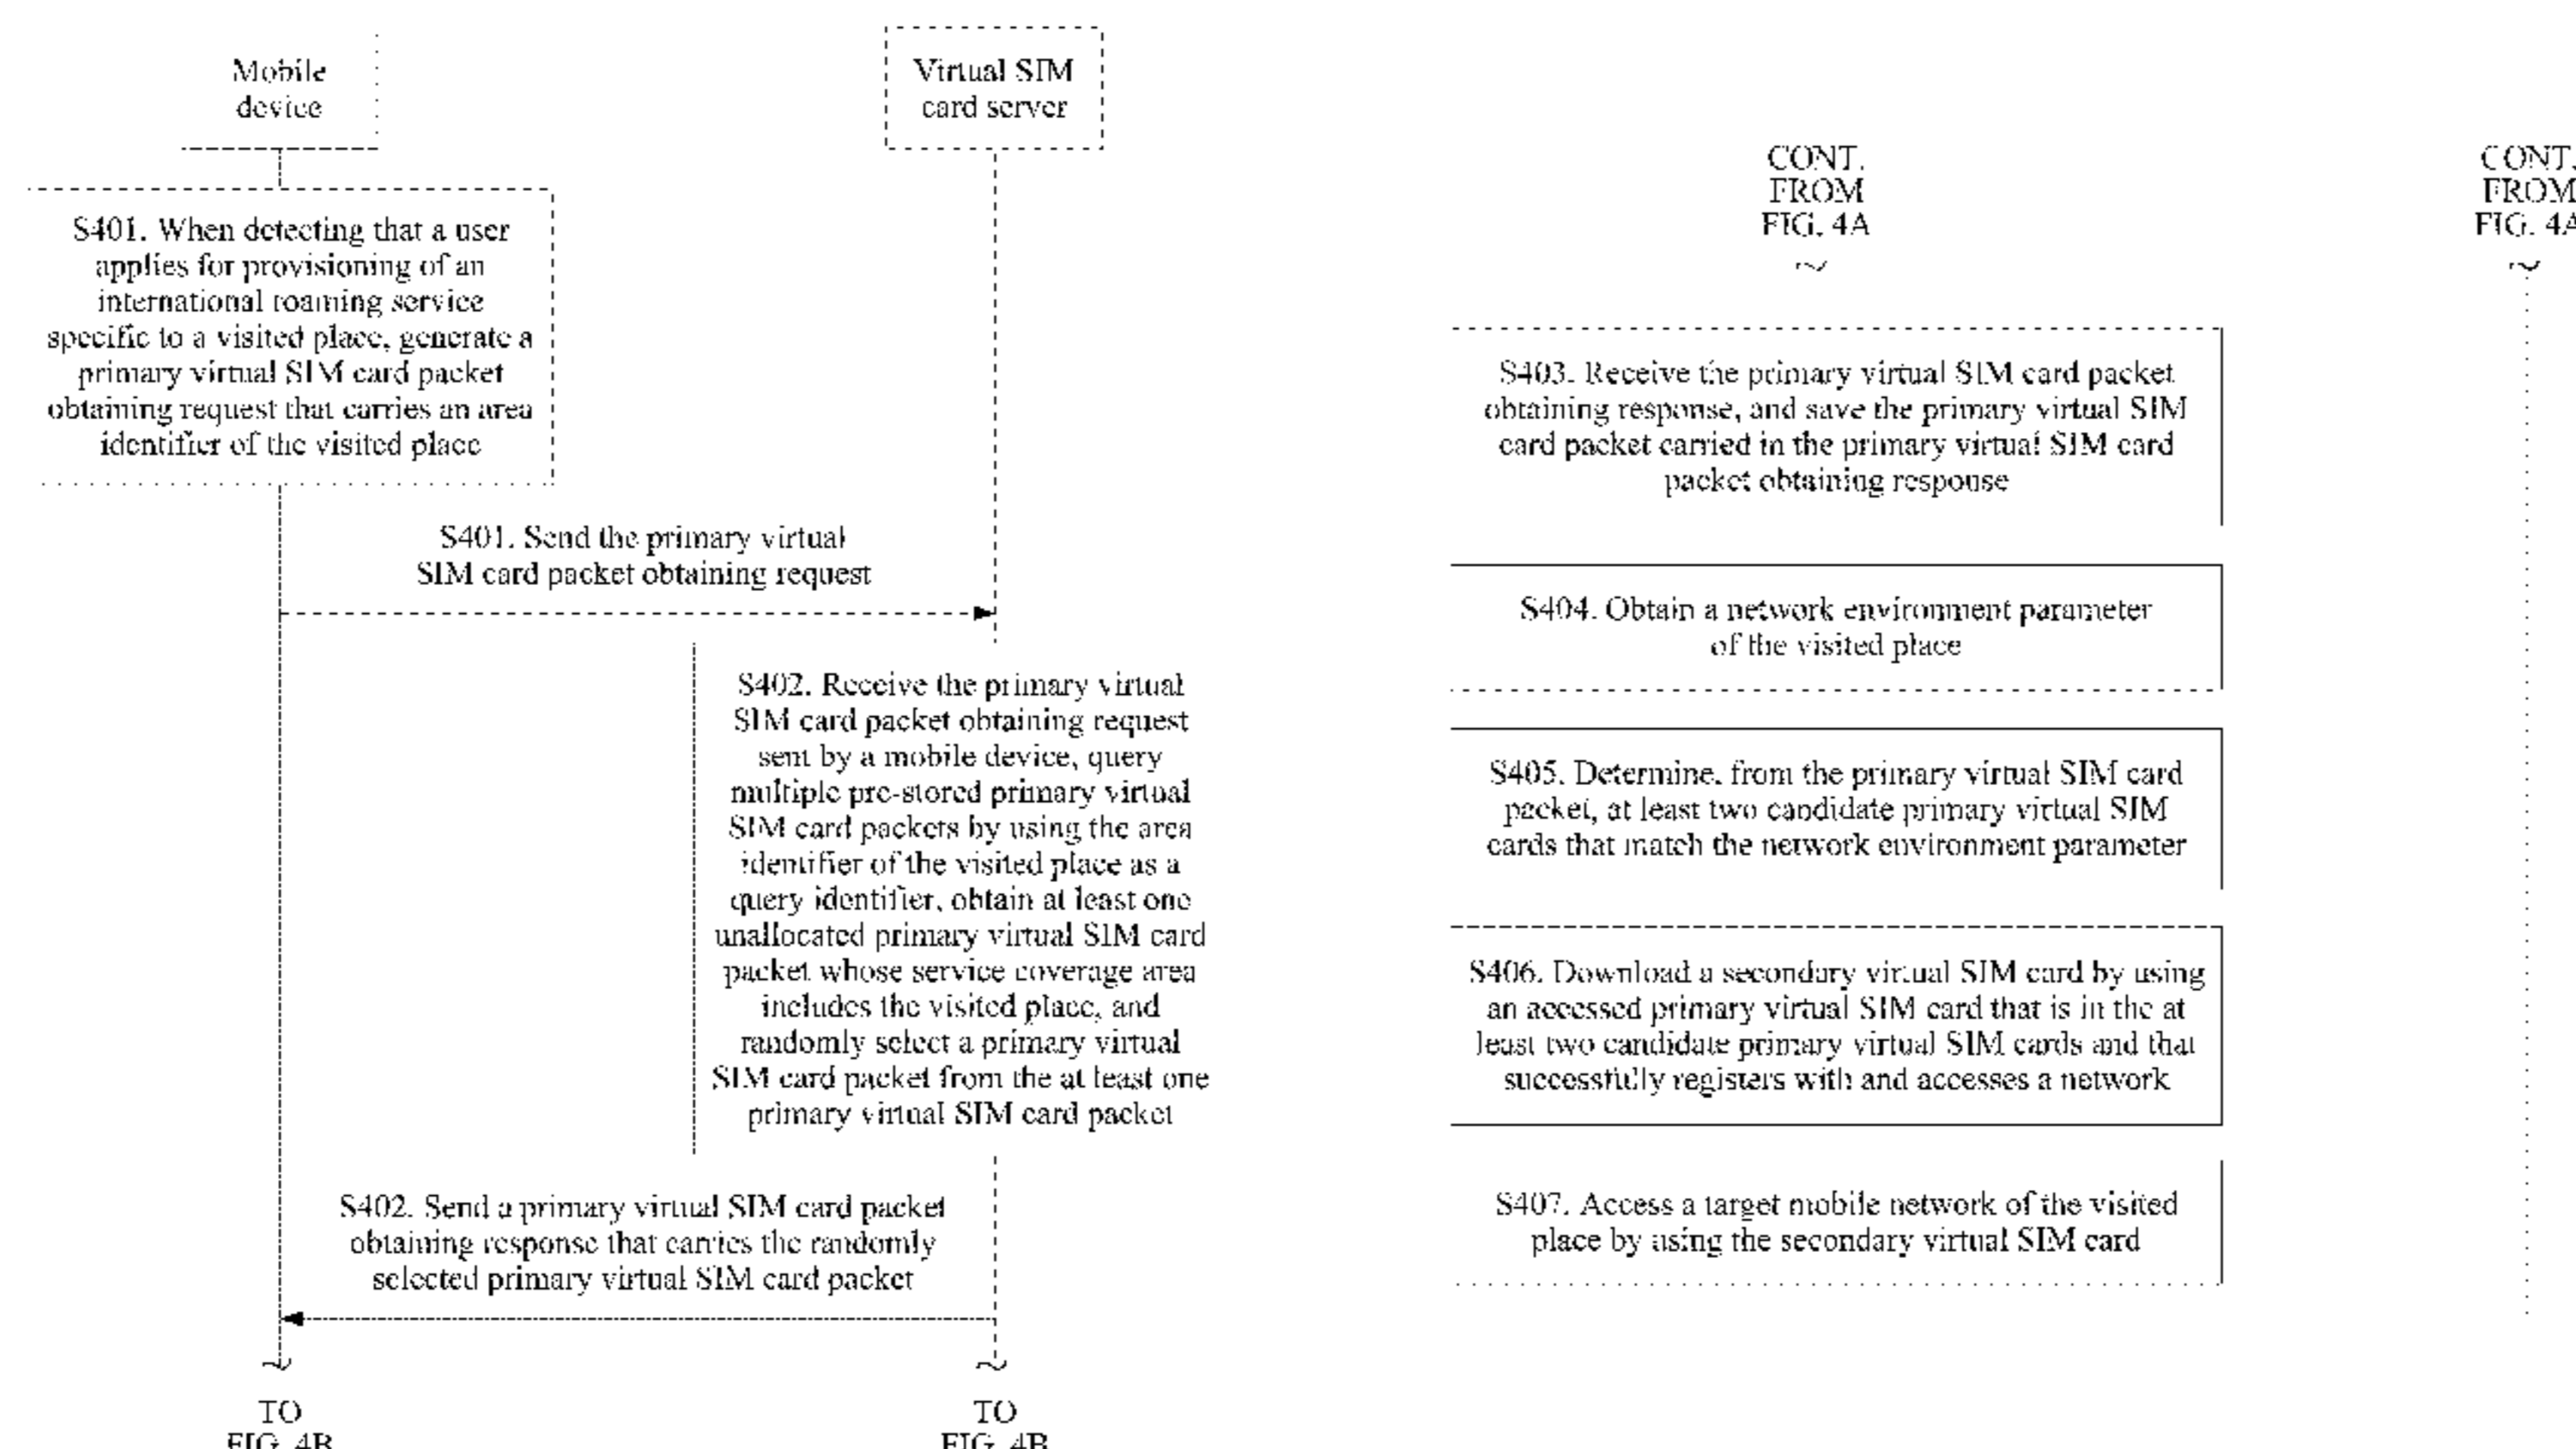 Mobile
device
Virtual SIM
card server
S401. When detecting that a user
applies for provisioning of an
international roaming service
specific to a visited place, generate a
primary virtual SIM card packet
obtaining request that carries an area
identifier of the visited place
S401. Send the primary virtual
SIM card packet obtaining request
S402. Receive the primary virtual
SIM card packet obtaining request
sent by a mobile device, query
multiple pre-stored primary virtual
SIM card packets by using the area
identifier of the visited place as a
query identifier, obtain at least one
unallocated primary virtual SIM card
packet whose service coverage area
includes the visited place, and
randomly select a primary virtual
SIM card packet from the at least one
primary virtual SIM card packet
S402. Send a primary virtual SIM card packet
obtaining response that carries the randomly
selected primary virtual SIM card packet
TO
FIG. 4B
TO
FIG. 4B
CONT.
FROM
FIG. 4A
CONT.
FROM
FIG. 4A
S403. Receive the primary virtual SIM card packet
obtaining response, and save the primary virtual SIM
card packet carried in the primary virtual SIM card
packet obtaining response
S404. Obtain a network environment parameter
of the visited place
S405. Determine, from the primary virtual SIM card
packet, at least two candidate primary virtual SIM
cards that match the network environment parameter
S406. Download a secondary virtual SIM card by using
an accessed primary virtual SIM card that is in the at
least two candidate primary virtual SIM cards and that
successfully registers with and accesses a network
S407. Access a target mobile network of the visited
place by using the secondary virtual SIM card